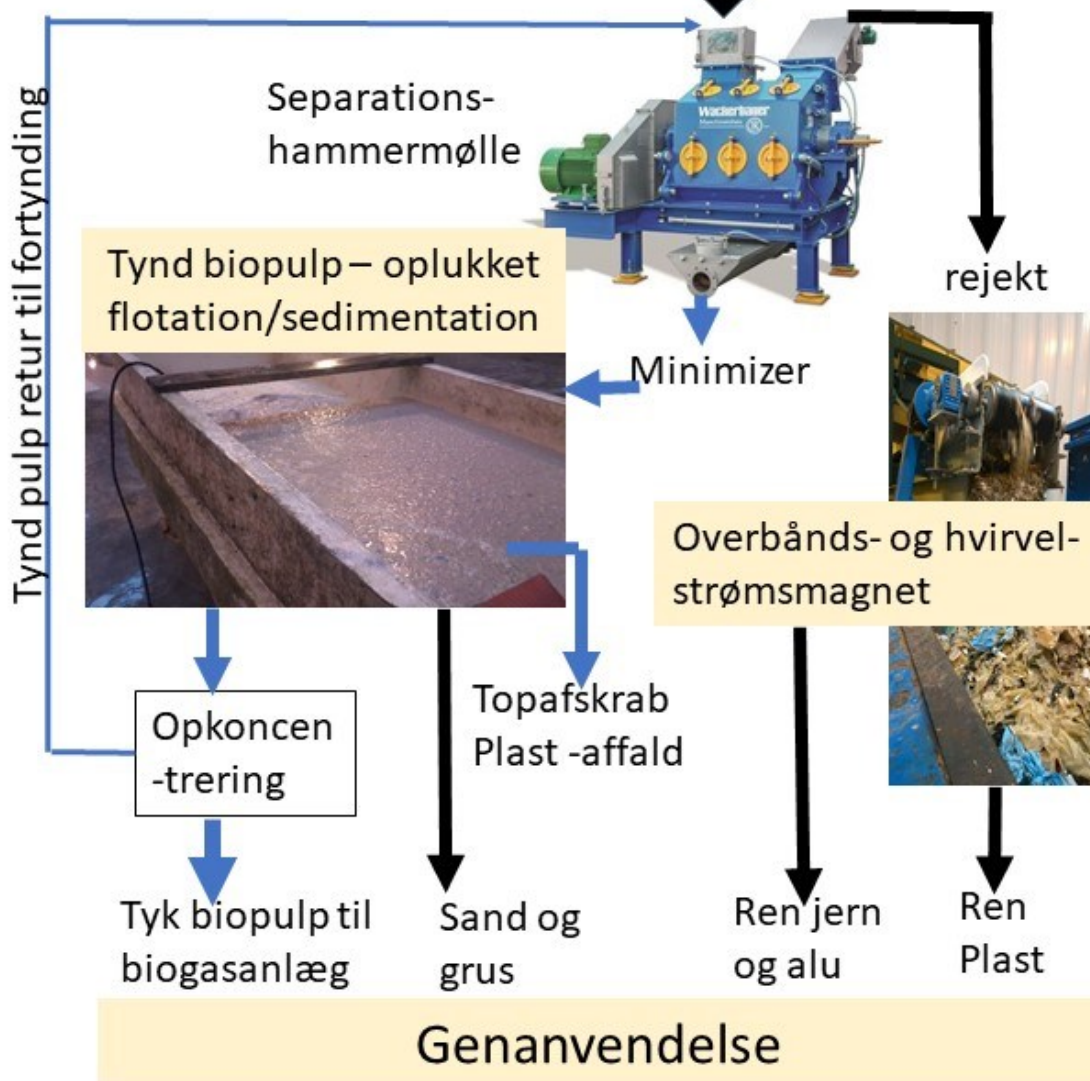 Tynd pulp retur til fortynding
Separations-
hammermølle
Wackerbauer
Tynd biopulp – oplukket
flotation/sedimentation
Minimizer
rejekt
Overbånds- og hvirvel-
strømsmagnet
Opkoncen
-trering
Topafskrab
Plast -affald
Tyk biopulp til
biogasanlæg
Sand og
grus
Ren jern
og alu
Ren
Plast
Genanvendelse